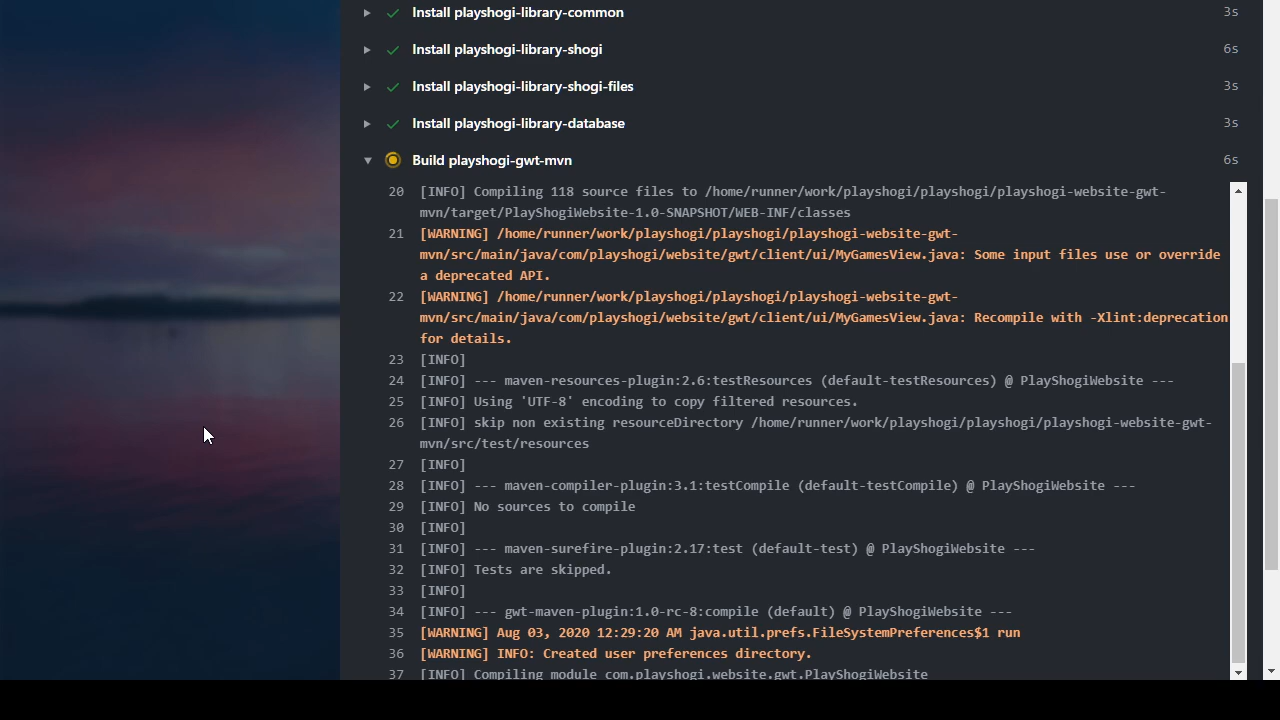 Install playshogi-library-common 3s
Install playshogi-library-shogi 6s
Install playshogi-library-shogi-files 3s
Install playshogi-library-database 3s
Build playshogi-gwt-mvn 6s
20 [INFO] Compiling 118 source files to /home/runner/work/playshogi/playshogi/playshogi-website-gwt-
mvn/target/PlayShogiWebsite-1.0-SNAPSHOT/WEB-INF/classes
21 [WARNING] /home/runner/work/playshogi/playshogi/playshogi-website-gwt-
mvn/src/main/java/com/playshogi/website/gwt/client/ui/MyGamesView.java: Some input files use or override
a deprecated API.
22 [WARNING] /home/runner/work/playshogi/playshogi/playshogi-website-gwt-
mvn/src/main/java/com/playshogi/website/gwt/client/ui/MyGamesView.java: Recompile with -Xlint:deprecation
for details.
23 [INFO]
24 [INFO] --- maven-resources-plugin:2.6:testResources (default-testResources) @ PlayShogiWebsite ---
25 [INFO] Using 'UTF-8' encoding to copy filtered resources.
26 [INFO] skip non existing resourceDirectory /home/runner/work/playshogi/playshogi/playshogi-website-gwt-
mvn/src/test/resources
27 [INFO]
28 [INFO] --- maven-compiler-plugin:3.1:testCompile (default-testCompile) @ PlayShogiWebsite ---
29 [INFO] No sources to compile
30 [INFO]
31 [INFO] --- maven-surefire-plugin:2.17:test (default-test) @ PlayShogiWebsite ---
32 [INFO] Tests are skipped.
33 [INFO]
34 [INFO] --- gwt-maven-plugin:1.0-rc-8:compile (default) @ PlayShogiWebsite ---
35 [WARNING] Aug 03, 2020 12:29:20 AM java.util.prefs.FileSystemPreferences$1 run
36 [WARNING] INFO: Created user preferences directory.
37 [INFO] Compiling module com.playshogi.website.gwt.PlayShogiWebsite